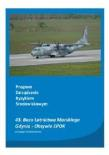 Program
Zarządzania
Ryzykiem
Środowiskowym
43. Baza Lotnictwa Morskiego
Gdynia - Oksywie EPOK